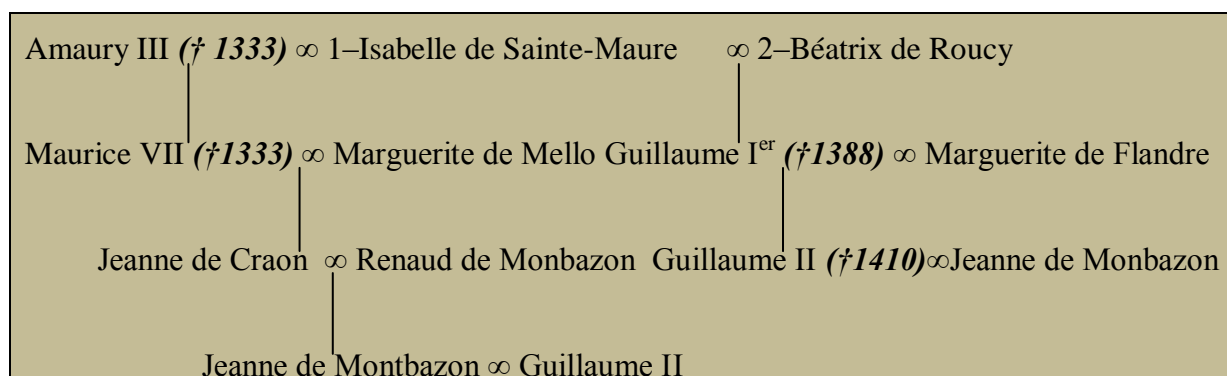 Amaury III († 1333) ∞ 1–Isabelle de Sainte-Maure ∞ 2–Béatrix de Roucy
Maurice VII (†1333) ∞ Marguerite de Mello Guillaume Ier (†1388) ∞ Marguerite de Flandre
Jeanne de Craon ∞ Renaud de Monbazon Guillaume II (†1410)∞Jeanne de Monbazon
Jeanne de Montbazon ∞ Guillaume II